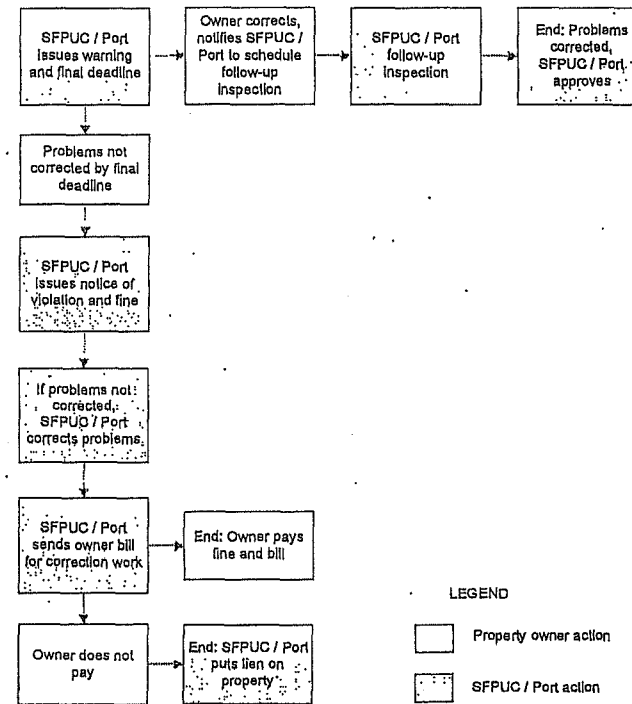 SFPUC / Port
issues warning
and final deadline
Owner corrects,
notifies SFPUC /
Port to schedule
follow-up
inspection
SFPUC / Port
follow-up
inspection
End: Problems
corrected,
SFPUC / Port
approves
Problems not
corrected by final
deadline
SFPUC / Port
issues notice of
violation and fine
If problems not
corrected,
SFPUC / Port
corrects problems
SFPUC / Port
sends owner bill
for correction work
End: Owner pays
fine and bill
Owner does not
pay
End: SFPUC / Port
puts lien on
property
LEGEND
Property owner action
SFPUC / Port action